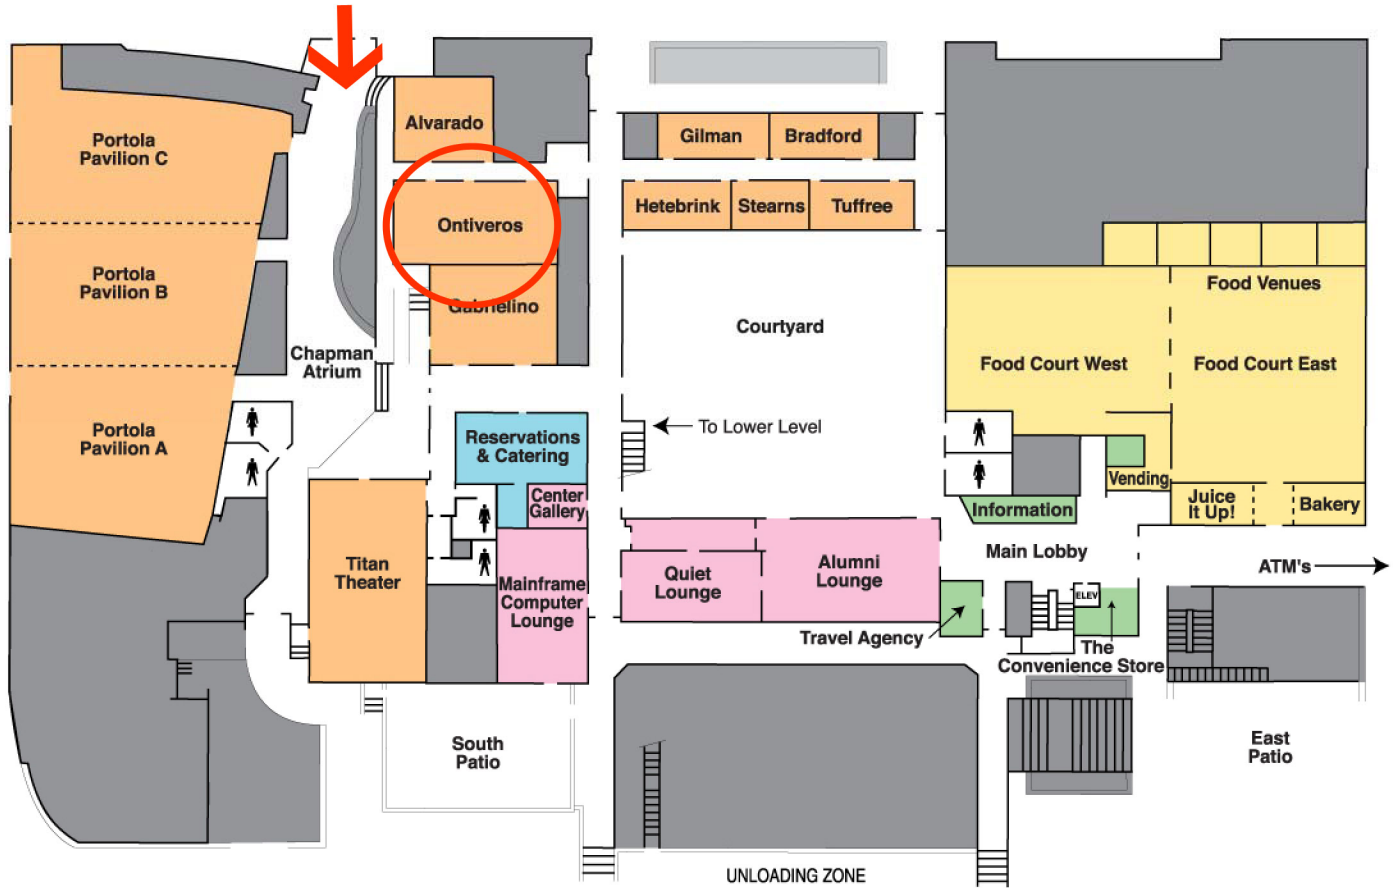 Portola
Pavilion C
Alvarado
Gilman
Bradford
Ontiveros
Hetebrink
Stearns
Tuffree
Portola
Pavilion B
Gabrielino
Courtyard
Food Venues
Chapman
Atrium
Food Court West
Food Court East
Portola
Pavilion A
Reservations
& Catering
To Lower Level
Center
Gallery
Vending
Information
Juice
It Up!
Bakery
Titan
Theater
Mainframe
Computer
Lounge
Quiet
Lounge
Alumni
Lounge
Main Lobby
ATM's
ELEV
Travel Agency
The
Convenience Store
South
Patio
East
Patio
UNLOADING ZONE